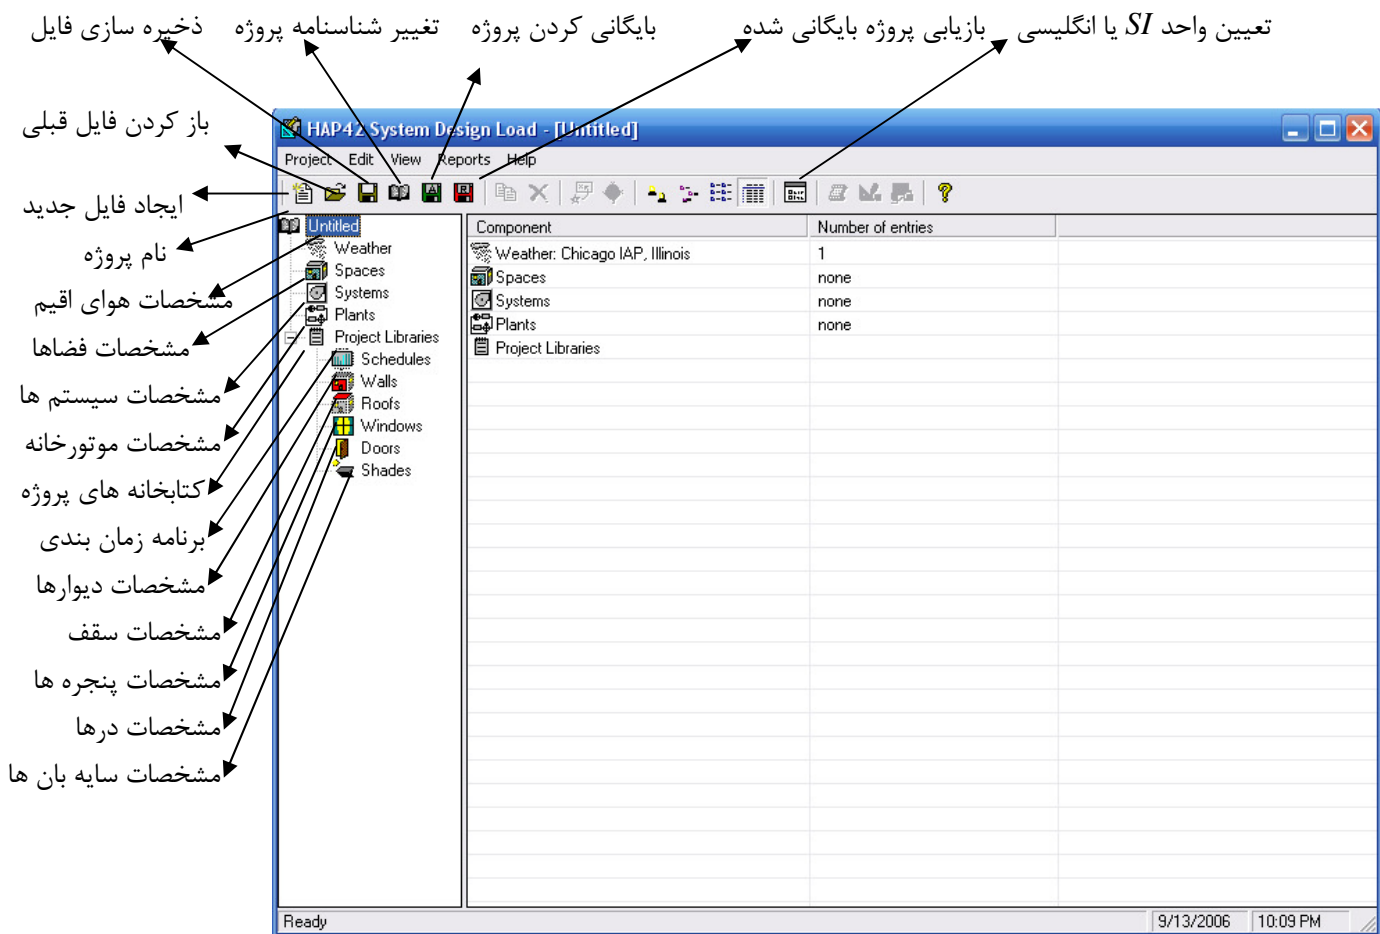 تعیین واحد SI یا انگلیسی
بازیابی پروژه بایگانی شده
بایگانی کردن پروژه
تغییر شناسنامه پروژه
ذخیره سازی فایل
باز کردن فایل قبلی
ایجاد فایل جدید
نام پروژه
مشخصات هوای اقیم
مشخصات فضاها
مشخصات سیستم ها
مشخصات موتورخانه
کتابخانه های پروژه
برنامه زمان بندی
مشخصات دیوارها
مشخصات سقف
مشخصات پنجره ها
مشخصات درها
مشخصات سایه بان ها
HAP42 System Design Load - [Untitled]
Project Edit View Reports Help
Untitled
Weather
Spaces
Systems
Plants
Project Libraries
Schedules
Walls
Roofs
Windows
Doors
Shades
Component Number of entries
Weather: Chicago IAP, Illinois 1
Spaces none
Systems none
Plants none
Project Libraries
Ready 9/13/2006 10:09 PM